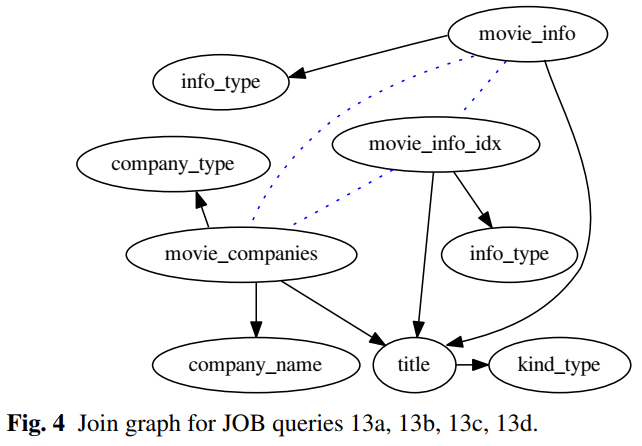 movie_info
info_type
movie_info_idx
company_type
movie_companies
info_type
company_name
title
kind_type
Fig. 4 Join graph for JOB queries 13a, 13b, 13c, 13d.